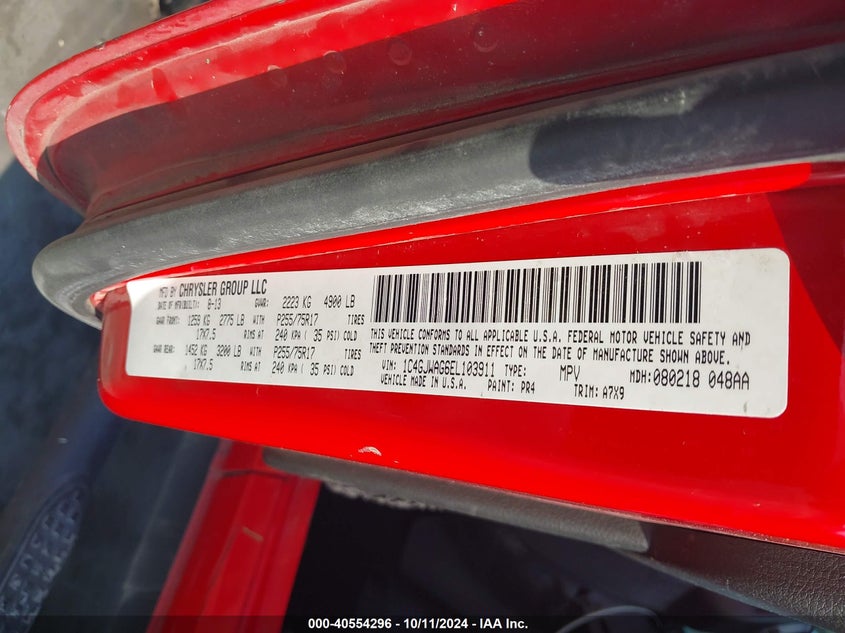 MFD BY CHRYSLER GROUP LLC
DATE OF MFR/BUILT: 8-13 GVWR: 2223 KG 4900 LB
GAWR FRONT: 1259 KG 2775 LB WITH P255/75R17 TIRES
17X7.5 RIMS AT 240 KPA ( 35 PSI) COLD
GAWR REAR: 1452 KG 3200 LB WITH P255/75R17 TIRES
17X7.5 RIMS AT 240 KPA ( 35 PSI) COLD
THIS VEHICLE CONFORMS TO ALL APPLICABLE U.S.A. FEDERAL MOTOR VEHICLE SAFETY AND
THEFT PREVENTION STANDARDS IN EFFECT ON THE DATE OF MANUFACTURE SHOWN ABOVE.
VIN: 1C4GJWAG6EL103911 TYPE: MPV MDH: 080218 048AA
VEHICLE MADE IN U.S.A. PAINT: PR4 TRIM: A7X9
000-40554296 - 10/11/2024 - IAA Inc.